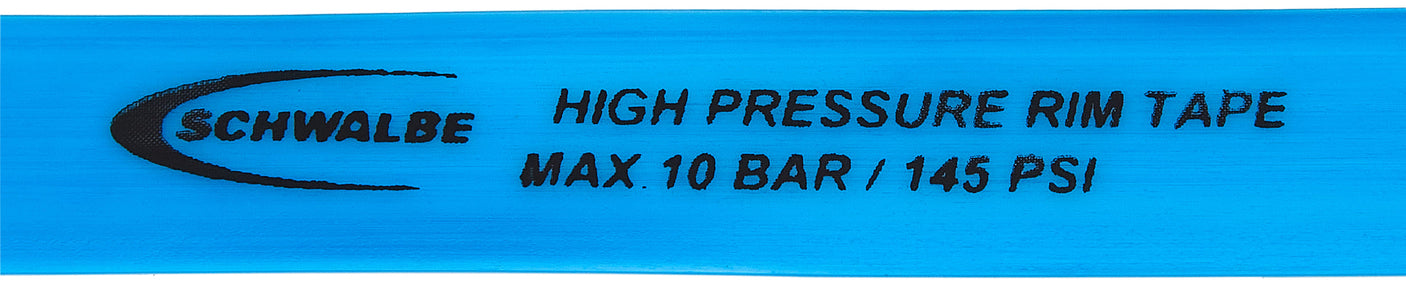 SCHWALBE
HIGH PRESSURE RIM TAPE
MAX. 10 BAR / 145 PSI